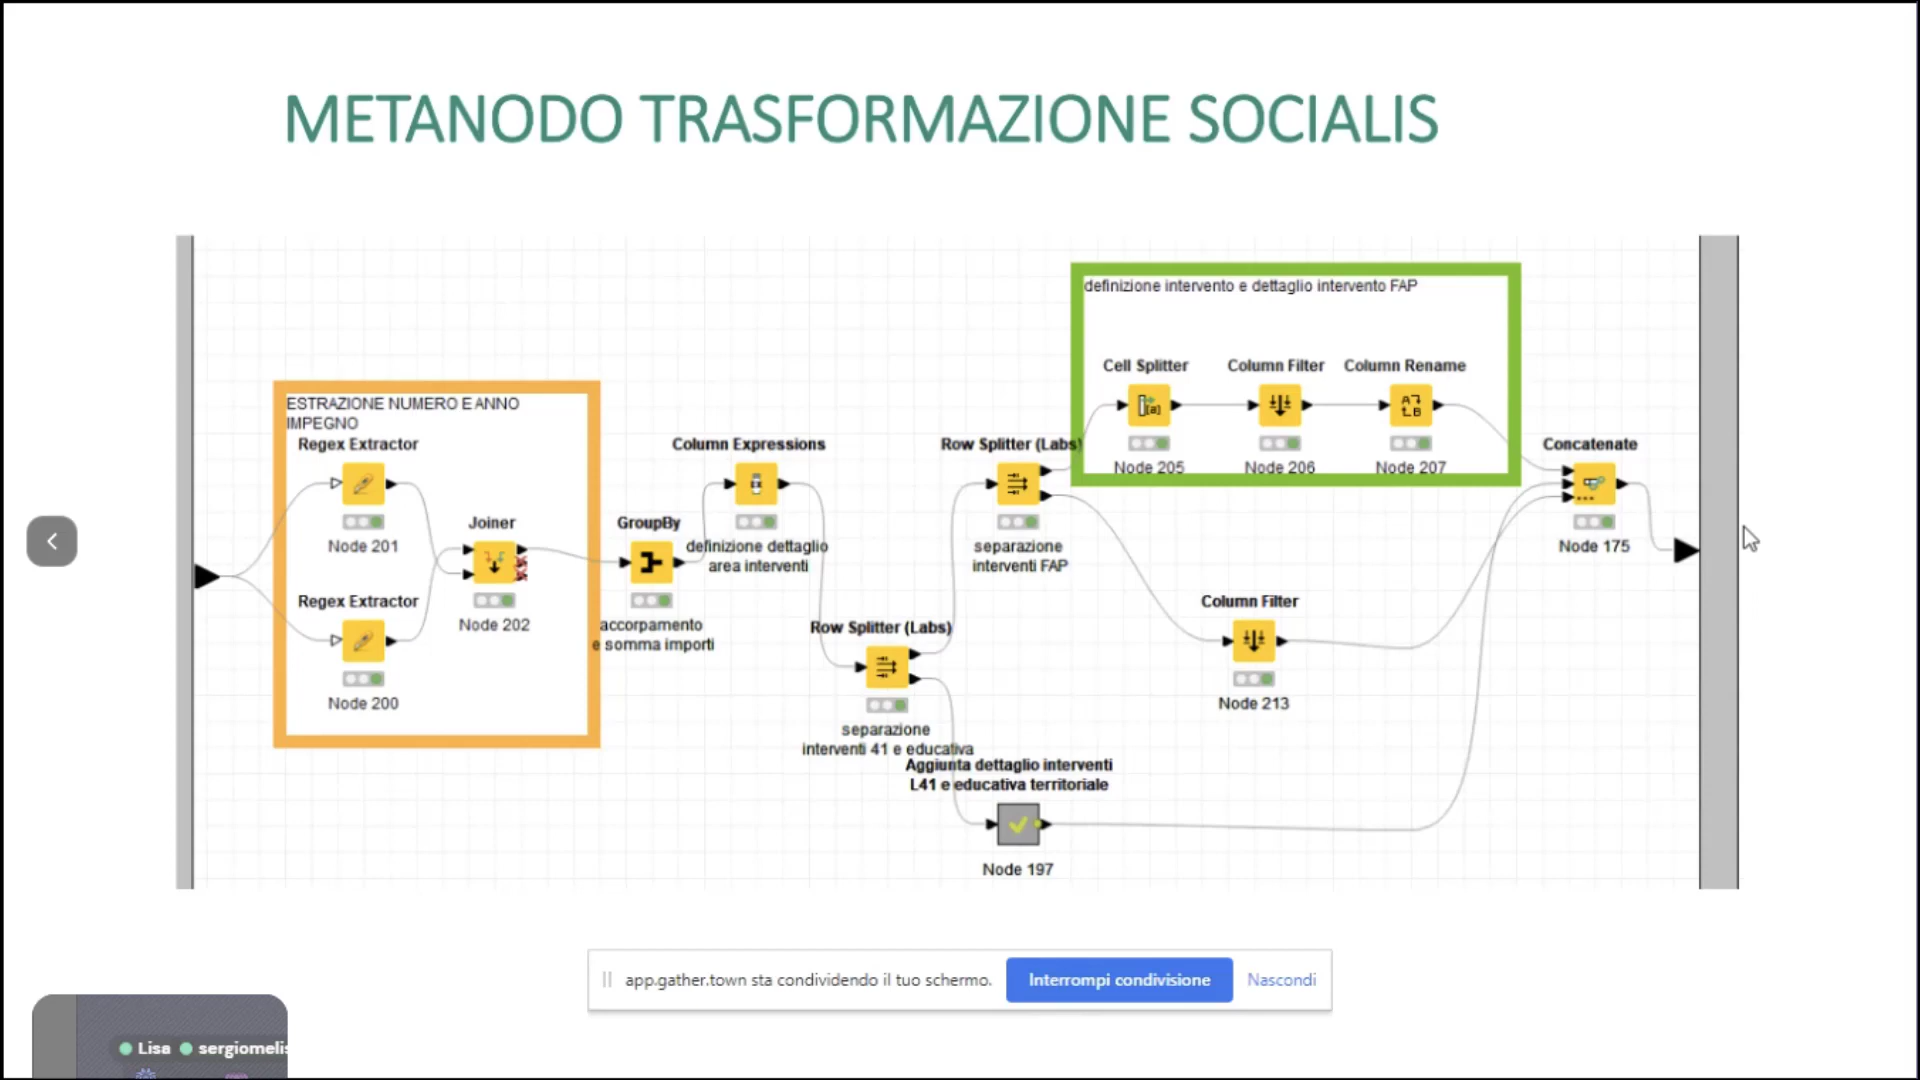 METANODO TRASFORMAZIONE SOCIALIS
definizione intervento e dettaglio intervento FAP
Cell Splitter
Column Filter
Column Rename
Node 205
Node 206
Node 207
ESTRAZIONE NUMERO E ANNO
IMPEGNO
Regex Extractor
Node 201
Regex Extractor
Node 200
Joiner
Node 202
GroupBy
accorpamento
e somma importi
Column Expressions
definizione dettaglio
area interventi
Row Splitter (Labs)
separazione
interventi 41 e educativa
Row Splitter (Labs)
separazione
interventi FAP
Aggiunta dettaglio interventi
L41 e educativa territoriale
Node 197
Column Filter
Node 213
Concatenate
Node 175
app.gather.town sta condividendo il tuo schermo.
Interrompi condivisione
Nascondi
Lisa
sergiomelis